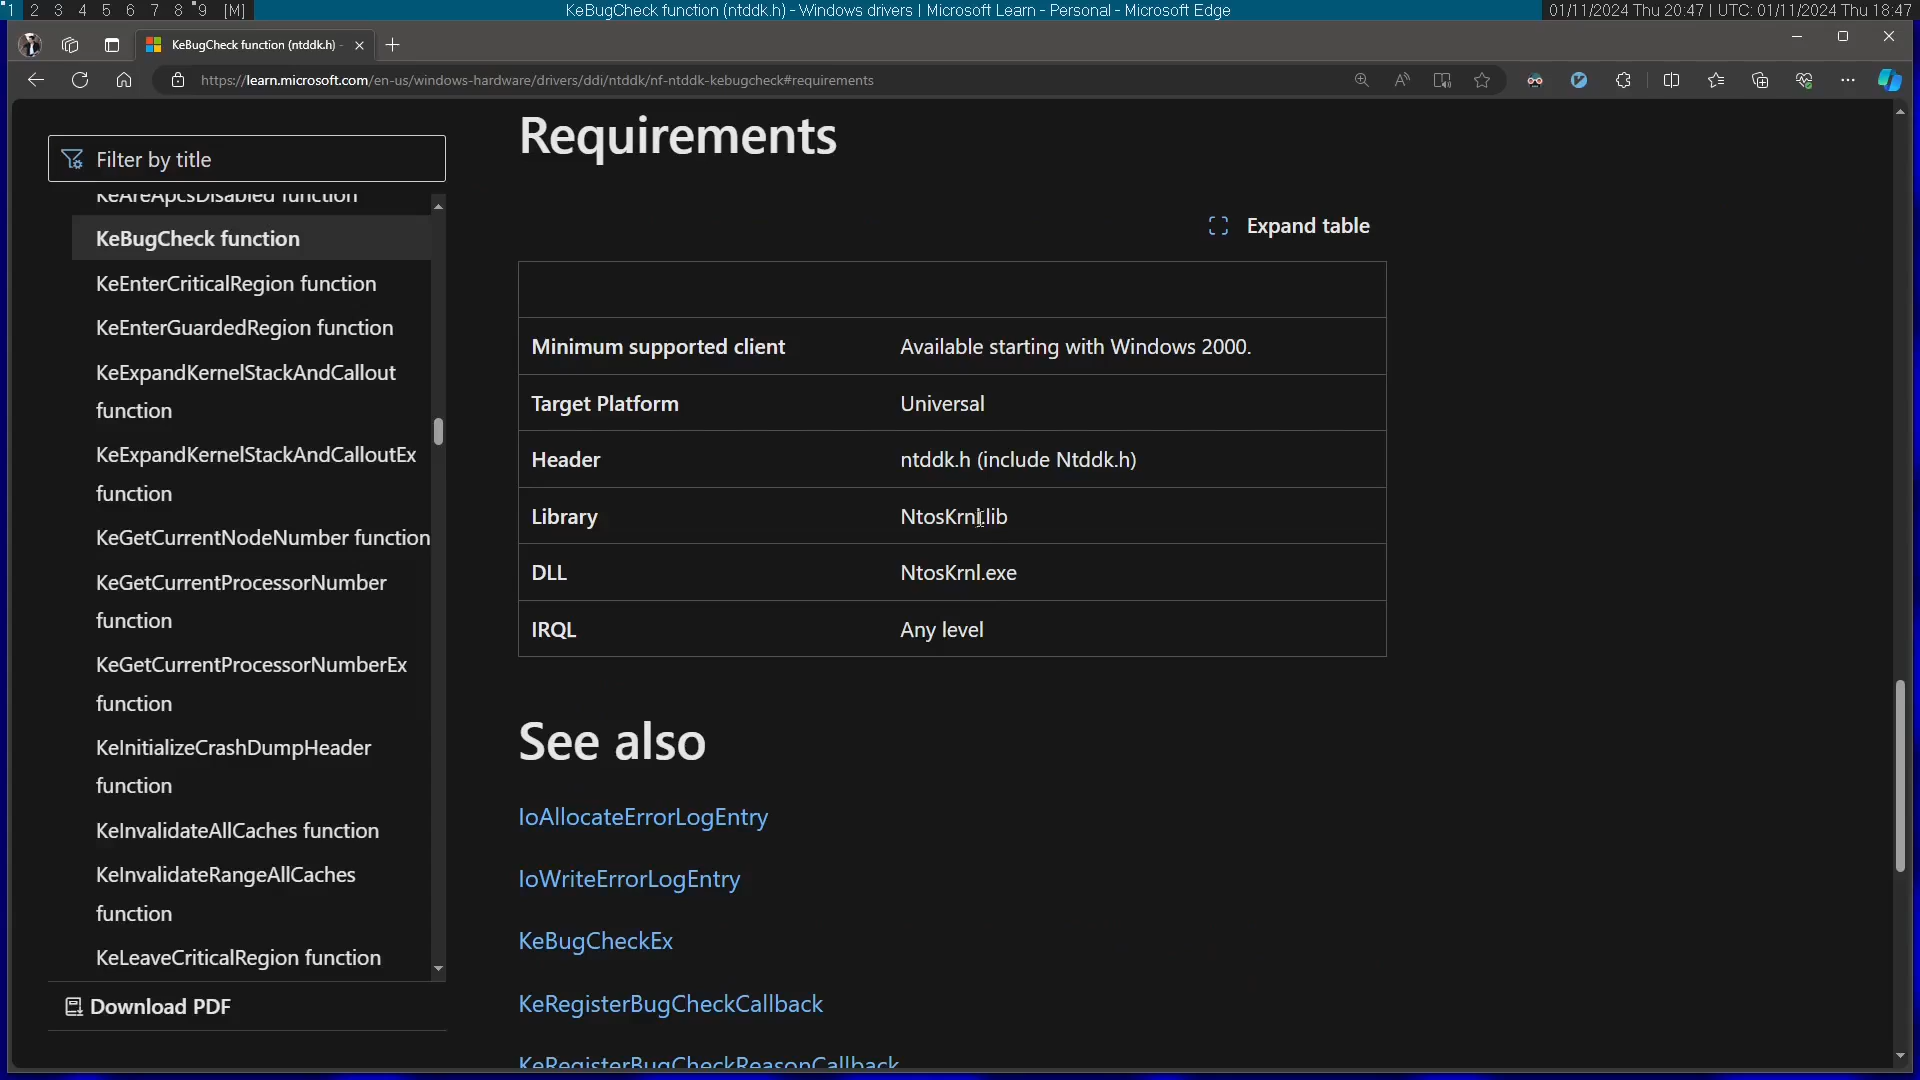 1 2 3 4 5 6 7 8 9 [M] KeBugCheck function (ntddk.h) - Windows drivers | Microsoft Learn - Personal - Microsoft Edge 01/11/2024 Thu 20:47 | UTC: 01/11/2024 Thu 18:47
KeBugCheck function (ntddk.h) -
https://learn.microsoft.com/en-us/windows-hardware/drivers/ddi/ntddk/nf-ntddk-kebugcheck#requirements
Filter by title
KeAreApcsDisabled function
KeBugCheck function
KeEnterCriticalRegion function
KeEnterGuardedRegion function
KeExpandKernelStackAndCallout
function
KeExpandKernelStackAndCalloutEx
function
KeGetCurrentNodeNumber function
KeGetCurrentProcessorNumber
function
KeGetCurrentProcessorNumberEx
function
KeInitializeCrashDumpHeader
function
KeInvalidateAllCaches function
KeInvalidateRangeAllCaches
function
KeLeaveCriticalRegion function
Download PDF
Requirements
Expand table
Minimum supported client Available starting with Windows 2000.
Target Platform Universal
Header ntddk.h (include Ntddk.h)
Library NtosKrnl.lib
DLL NtosKrnl.exe
IRQL Any level
See also
IoAllocateErrorLogEntry
IoWriteErrorLogEntry
KeBugCheckEx
KeRegisterBugCheckCallback
KeRegisterBugCheckReasonCallback